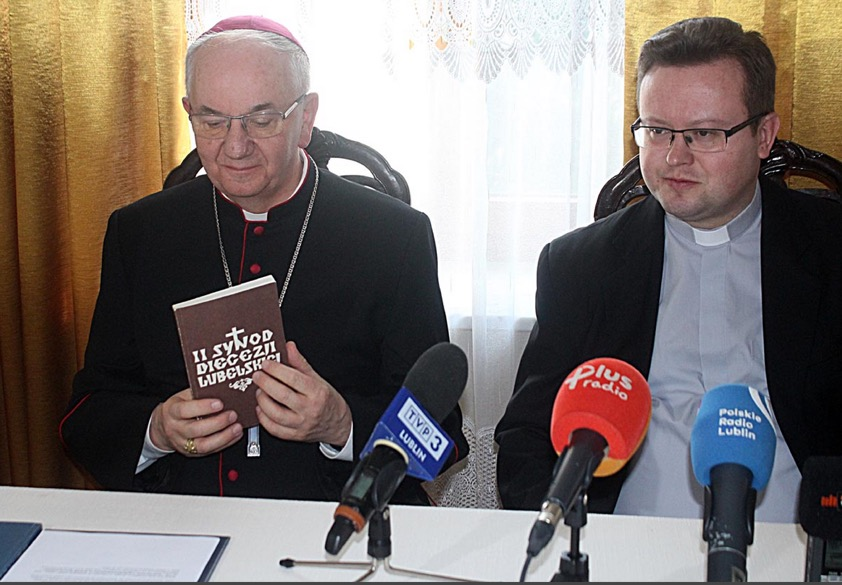 II SYNOD
DIECEZJI
LUBELSKIEJ
TVP3
LUBLIN
plus
radio
Polskie
Radio
Lublin